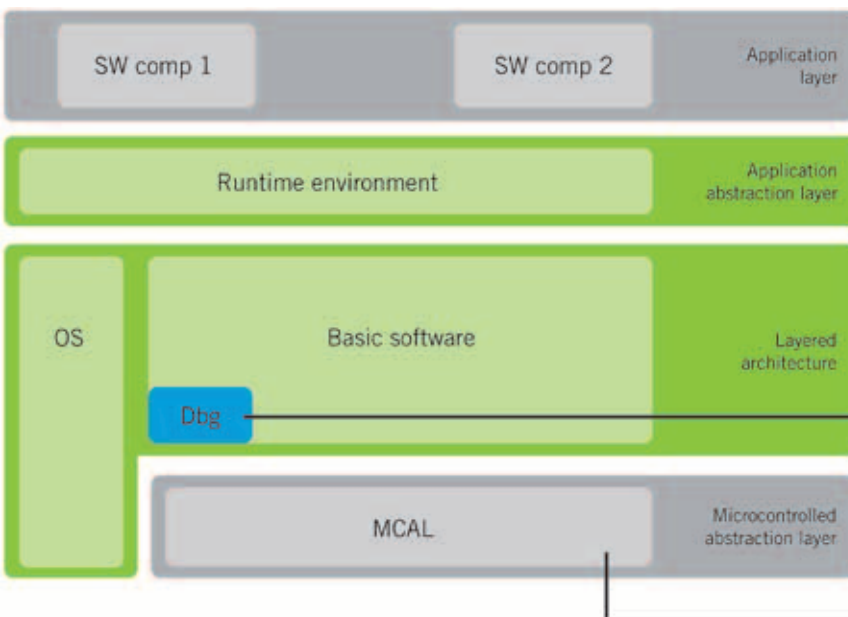 SW comp 1
SW comp 2
Application
layer
Runtime environment
Application
abstraction layer
OS
Basic software
Layered
architecture
Dbg
MCAL
Microcontrolled
abstraction layer